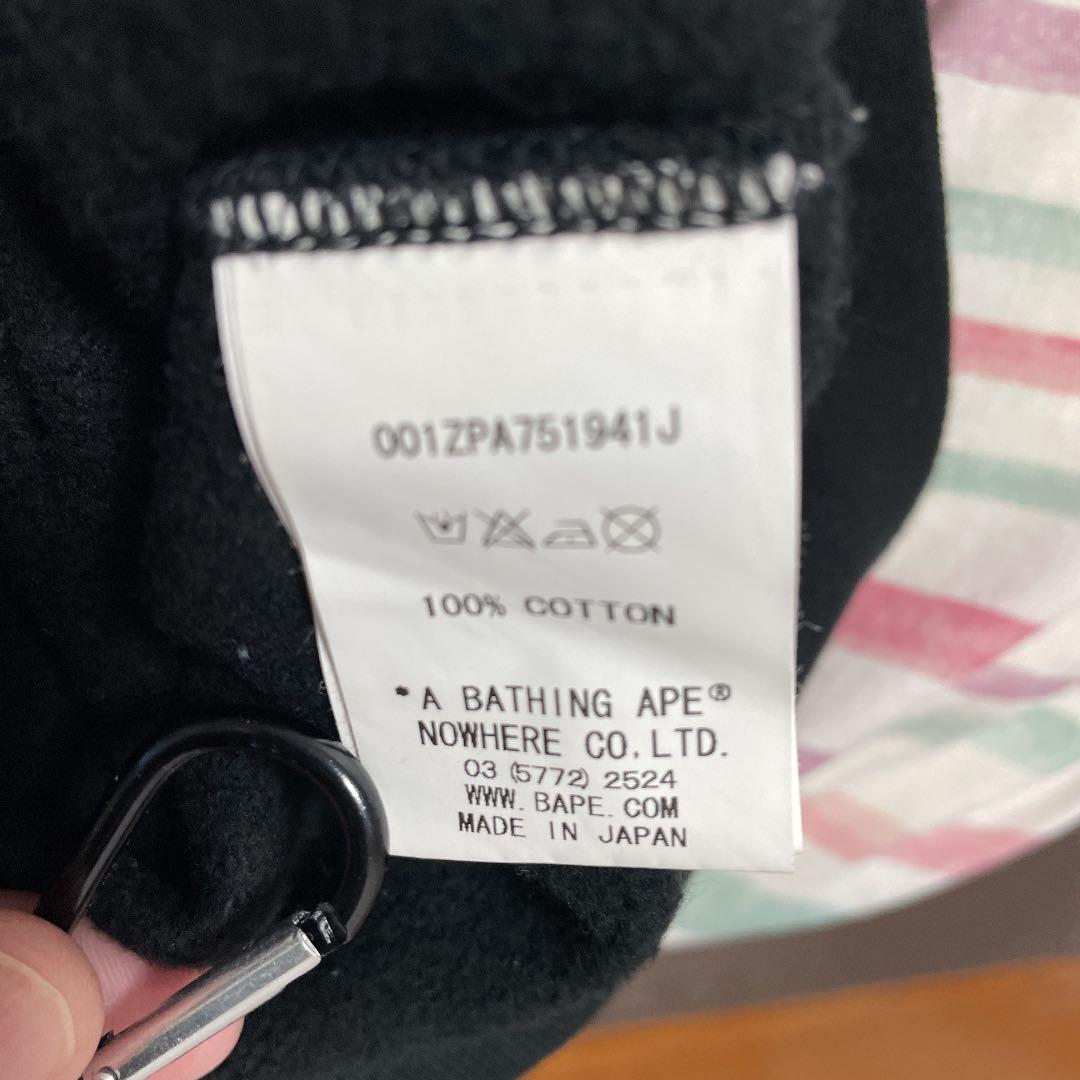 001ZPA751941J
100% COTTON
*A BATHING APE®
NOWHERE CO.,LTD.
03 (5772) 2524
WWW. BAPE. COM
MADE IN JAPAN